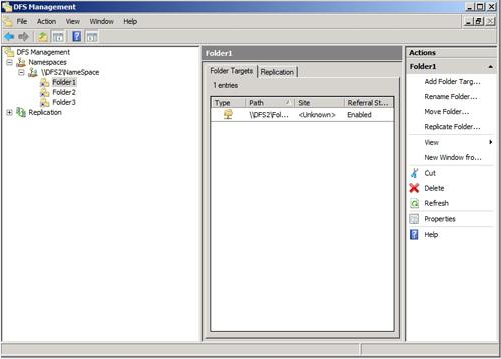 DFS Management
File Action View Window Help
DFS Management
Namespaces
\\DFS2\NameSpace
Folder1
Folder2
Folder3
Replication
Folder1
Folder Targets Replication
1 entries
Type Path Site Referral St...
\\DFS2\Fol... <Unknown> Enabled
Actions
Folder1
Add Folder Targ...
Rename Folder...
Move Folder...
Replicate Folder...
View
New Window fro...
Cut
Delete
Refresh
Properties
Help